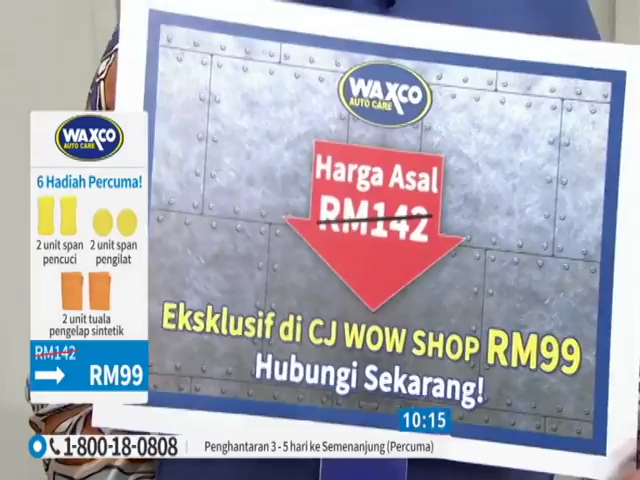 WAXCO
AUTO CARE
Harga Asal
RM142
Eksklusif di CJ WOW SHOP RM99
Hubungi Sekarang!
WAXCO
AUTO CARE
6 Hadiah Percuma!
2 unit span pencuci
2 unit span pengilat
2 unit tuala
pengelap sintetik
RM142
RM99
10:15
1-800-18-0808
Penghantaran 3 - 5 hari ke Semenanjung (Percuma)